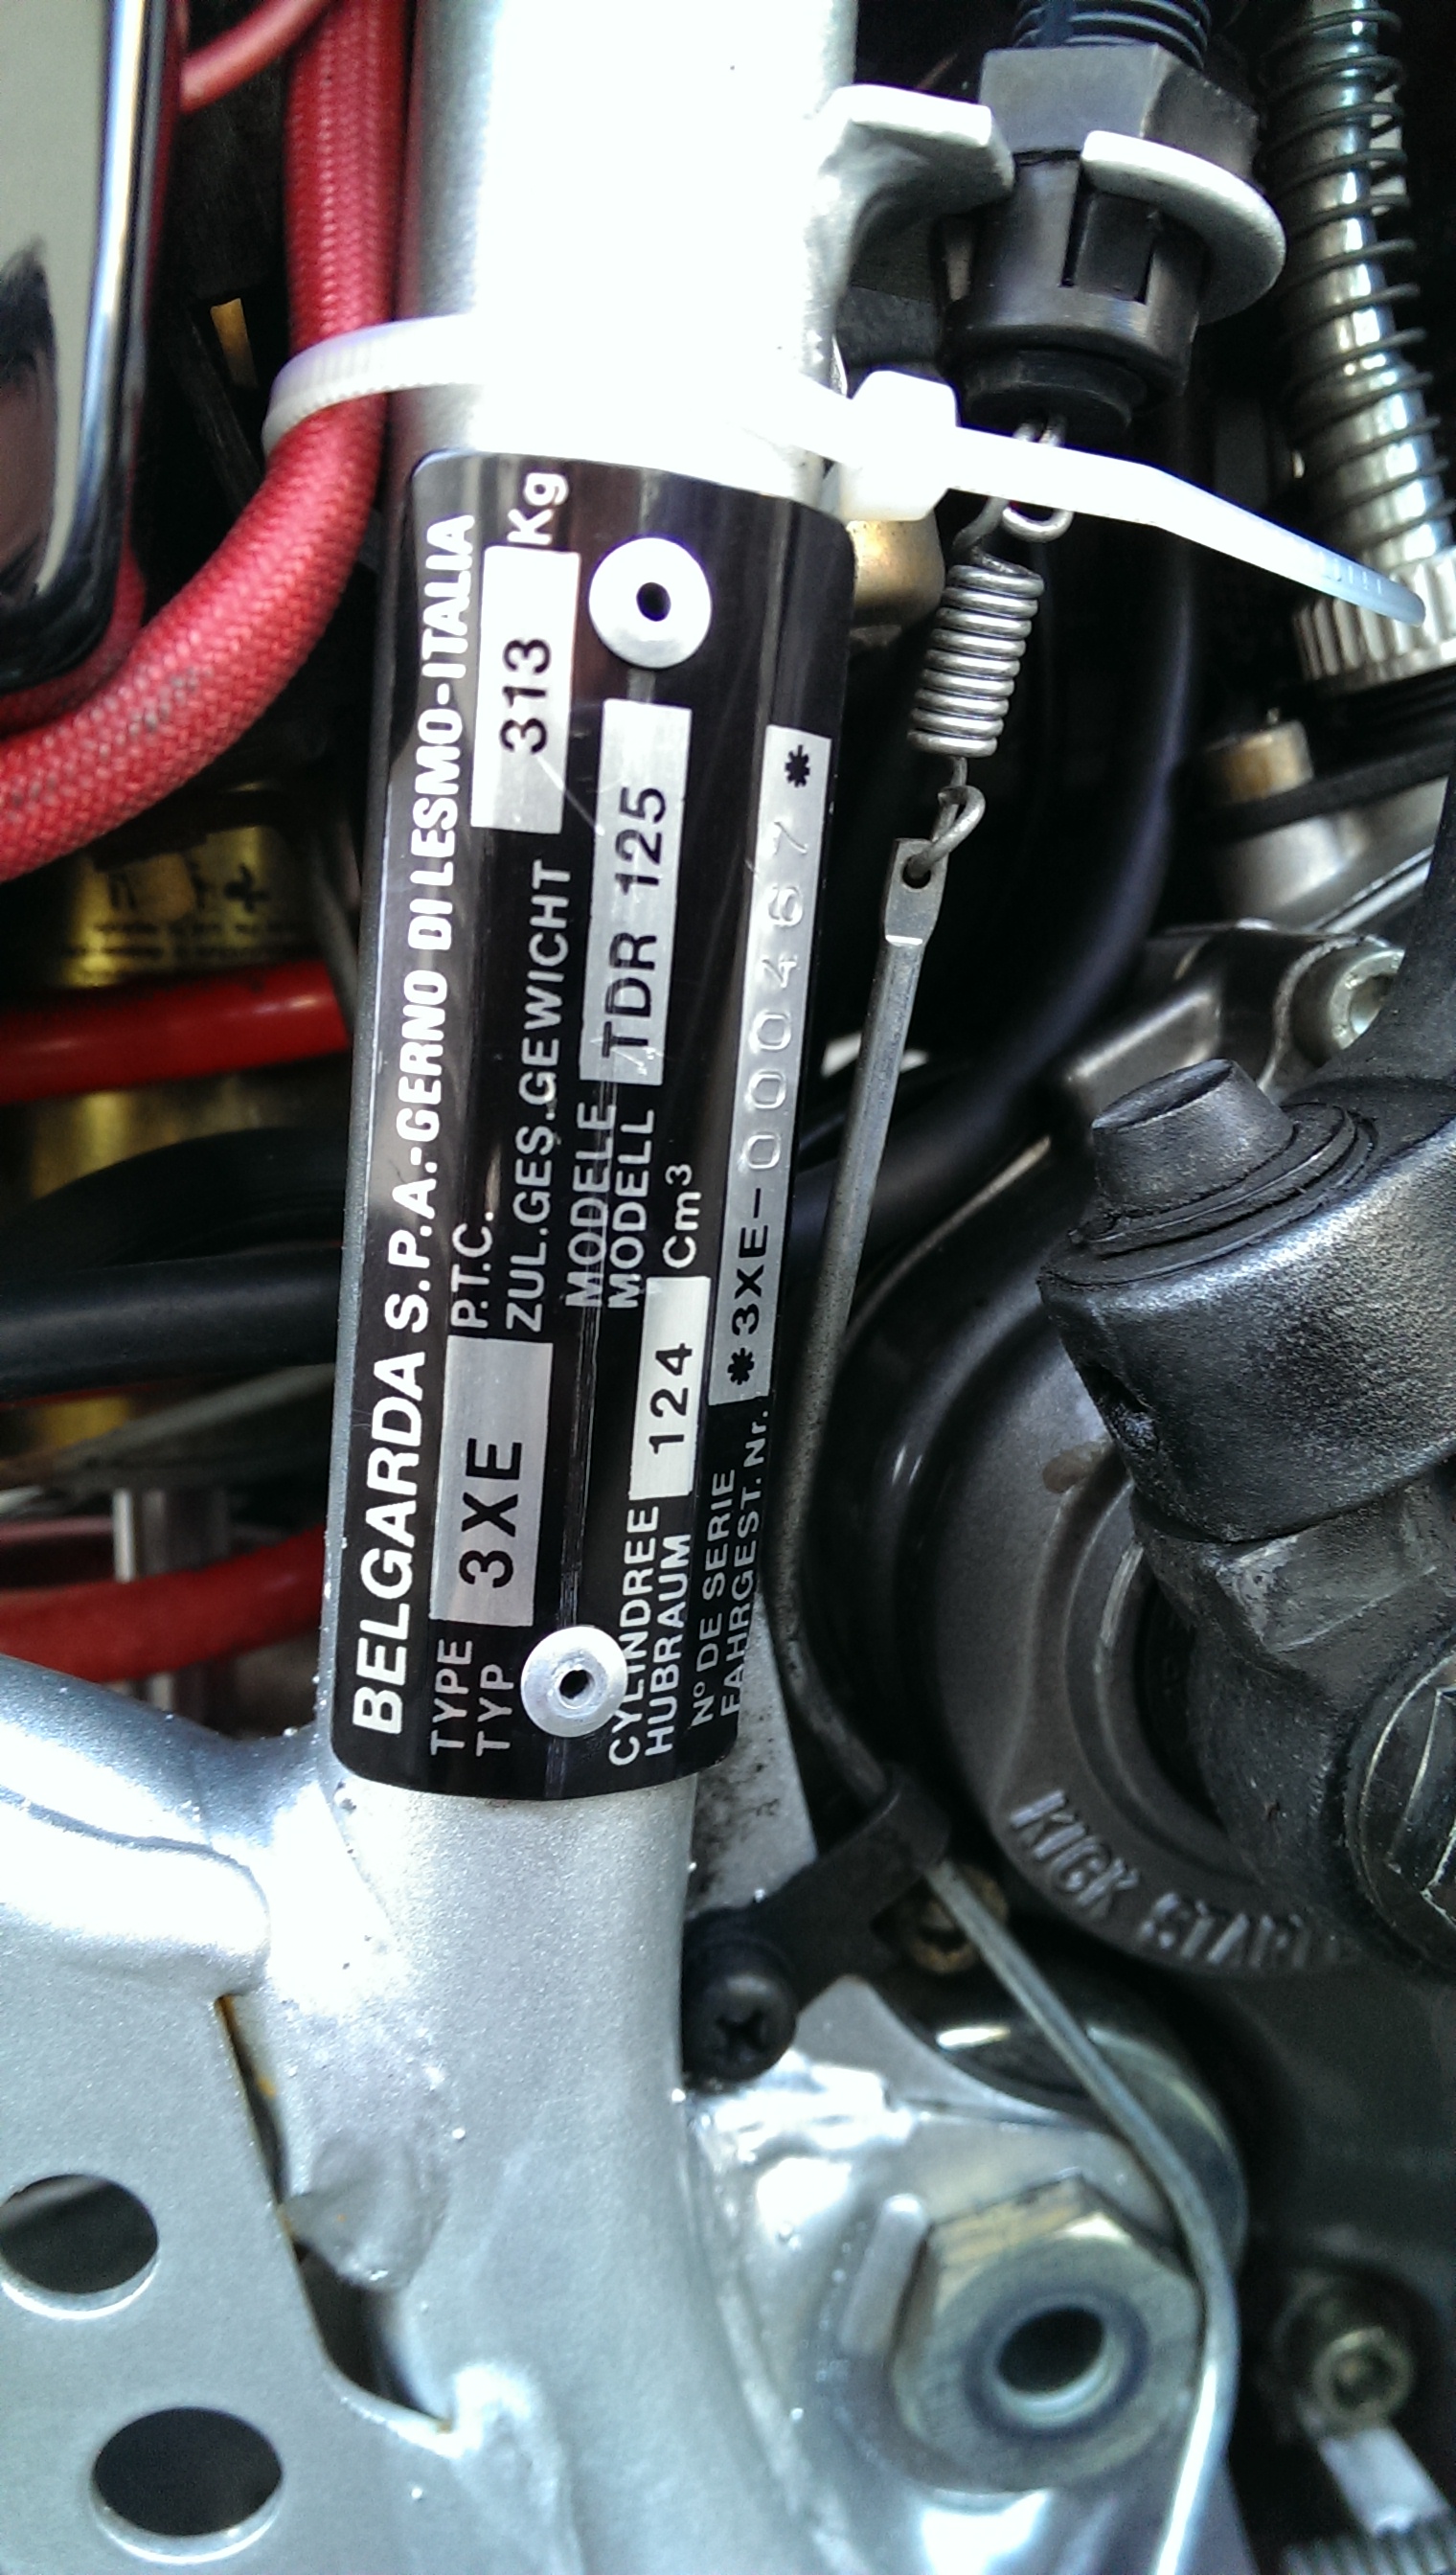 BELGARDA S.P.A.-GERNO DI LESMO-ITALIA
TYPE
TYP
3XE
P.T.C.
ZUL.GES.GEWICHT
313
Kg
MODELE
MODELL
TDR 125
CYLINDREE
HUBRAUM
124
Cm³
Nº DE SERIE
FAHRGEST. Nr.
*3XE-000467*
KICK START